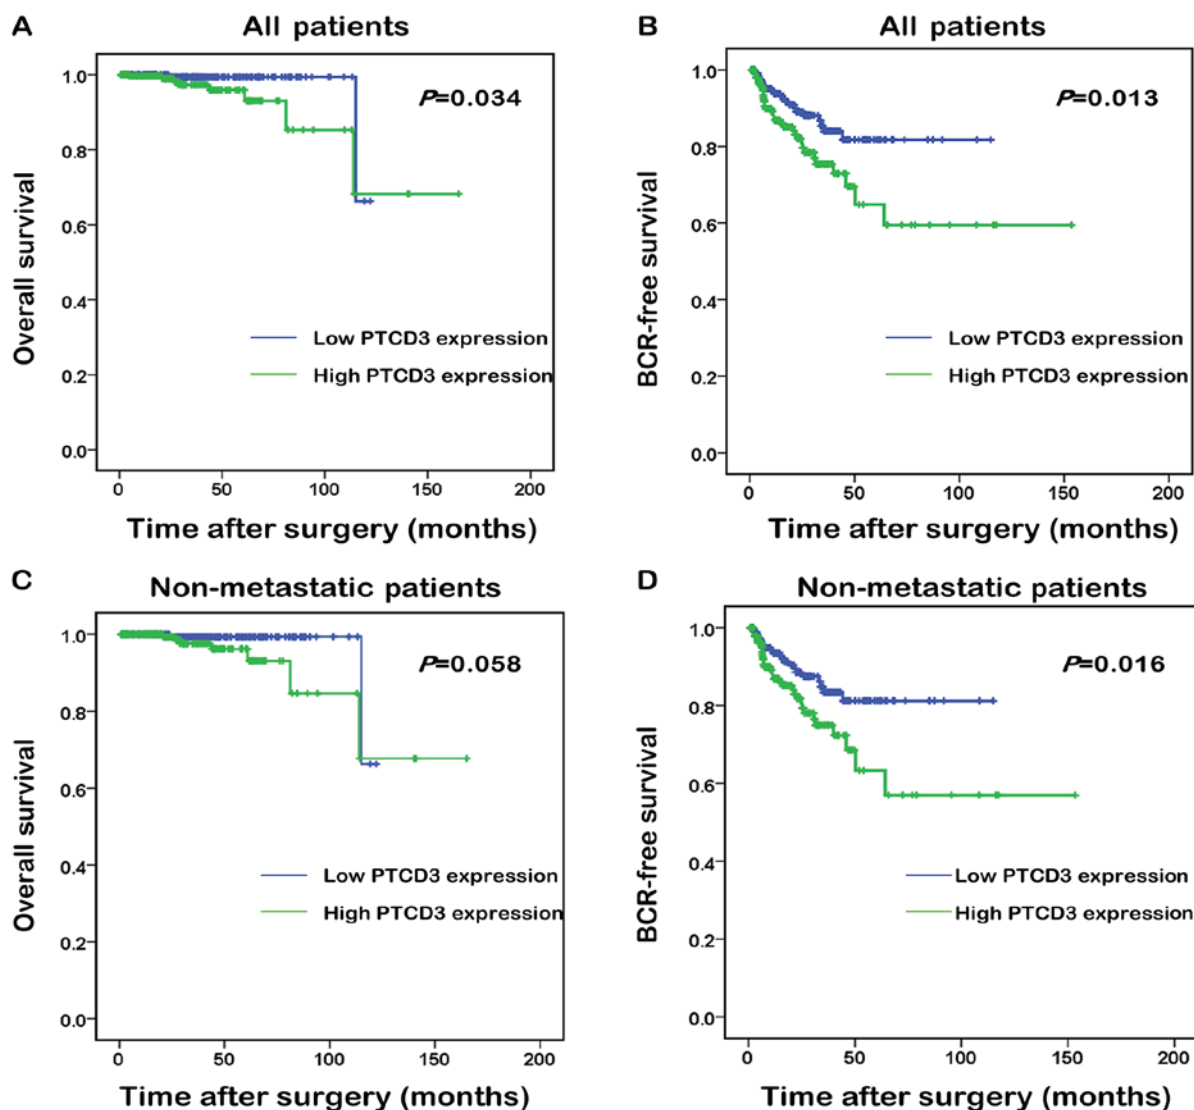 A All patients
1.0
0.8
0.6
0.4
0.2
0.0
Overall survival
P=0.034
Low PTCD3 expression
High PTCD3 expression
0 50 100 150 200
Time after surgery (months)
B All patients
1.0
0.8
0.6
0.4
0.2
0.0
BCR-free survival
P=0.013
Low PTCD3 expression
High PTCD3 expression
0 50 100 150 200
Time after surgery (months)
C Non-metastatic patients
1.0
0.8
0.6
0.4
0.2
0.0
Overall survival
P=0.058
Low PTCD3 expression
High PTCD3 expression
0 50 100 150 200
Time after surgery (months)
D Non-metastatic patients
1.0
0.8
0.6
0.4
0.2
0.0
BCR-free survival
P=0.016
Low PTCD3 expression
High PTCD3 expression
0 50 100 150 200
Time after surgery (months)